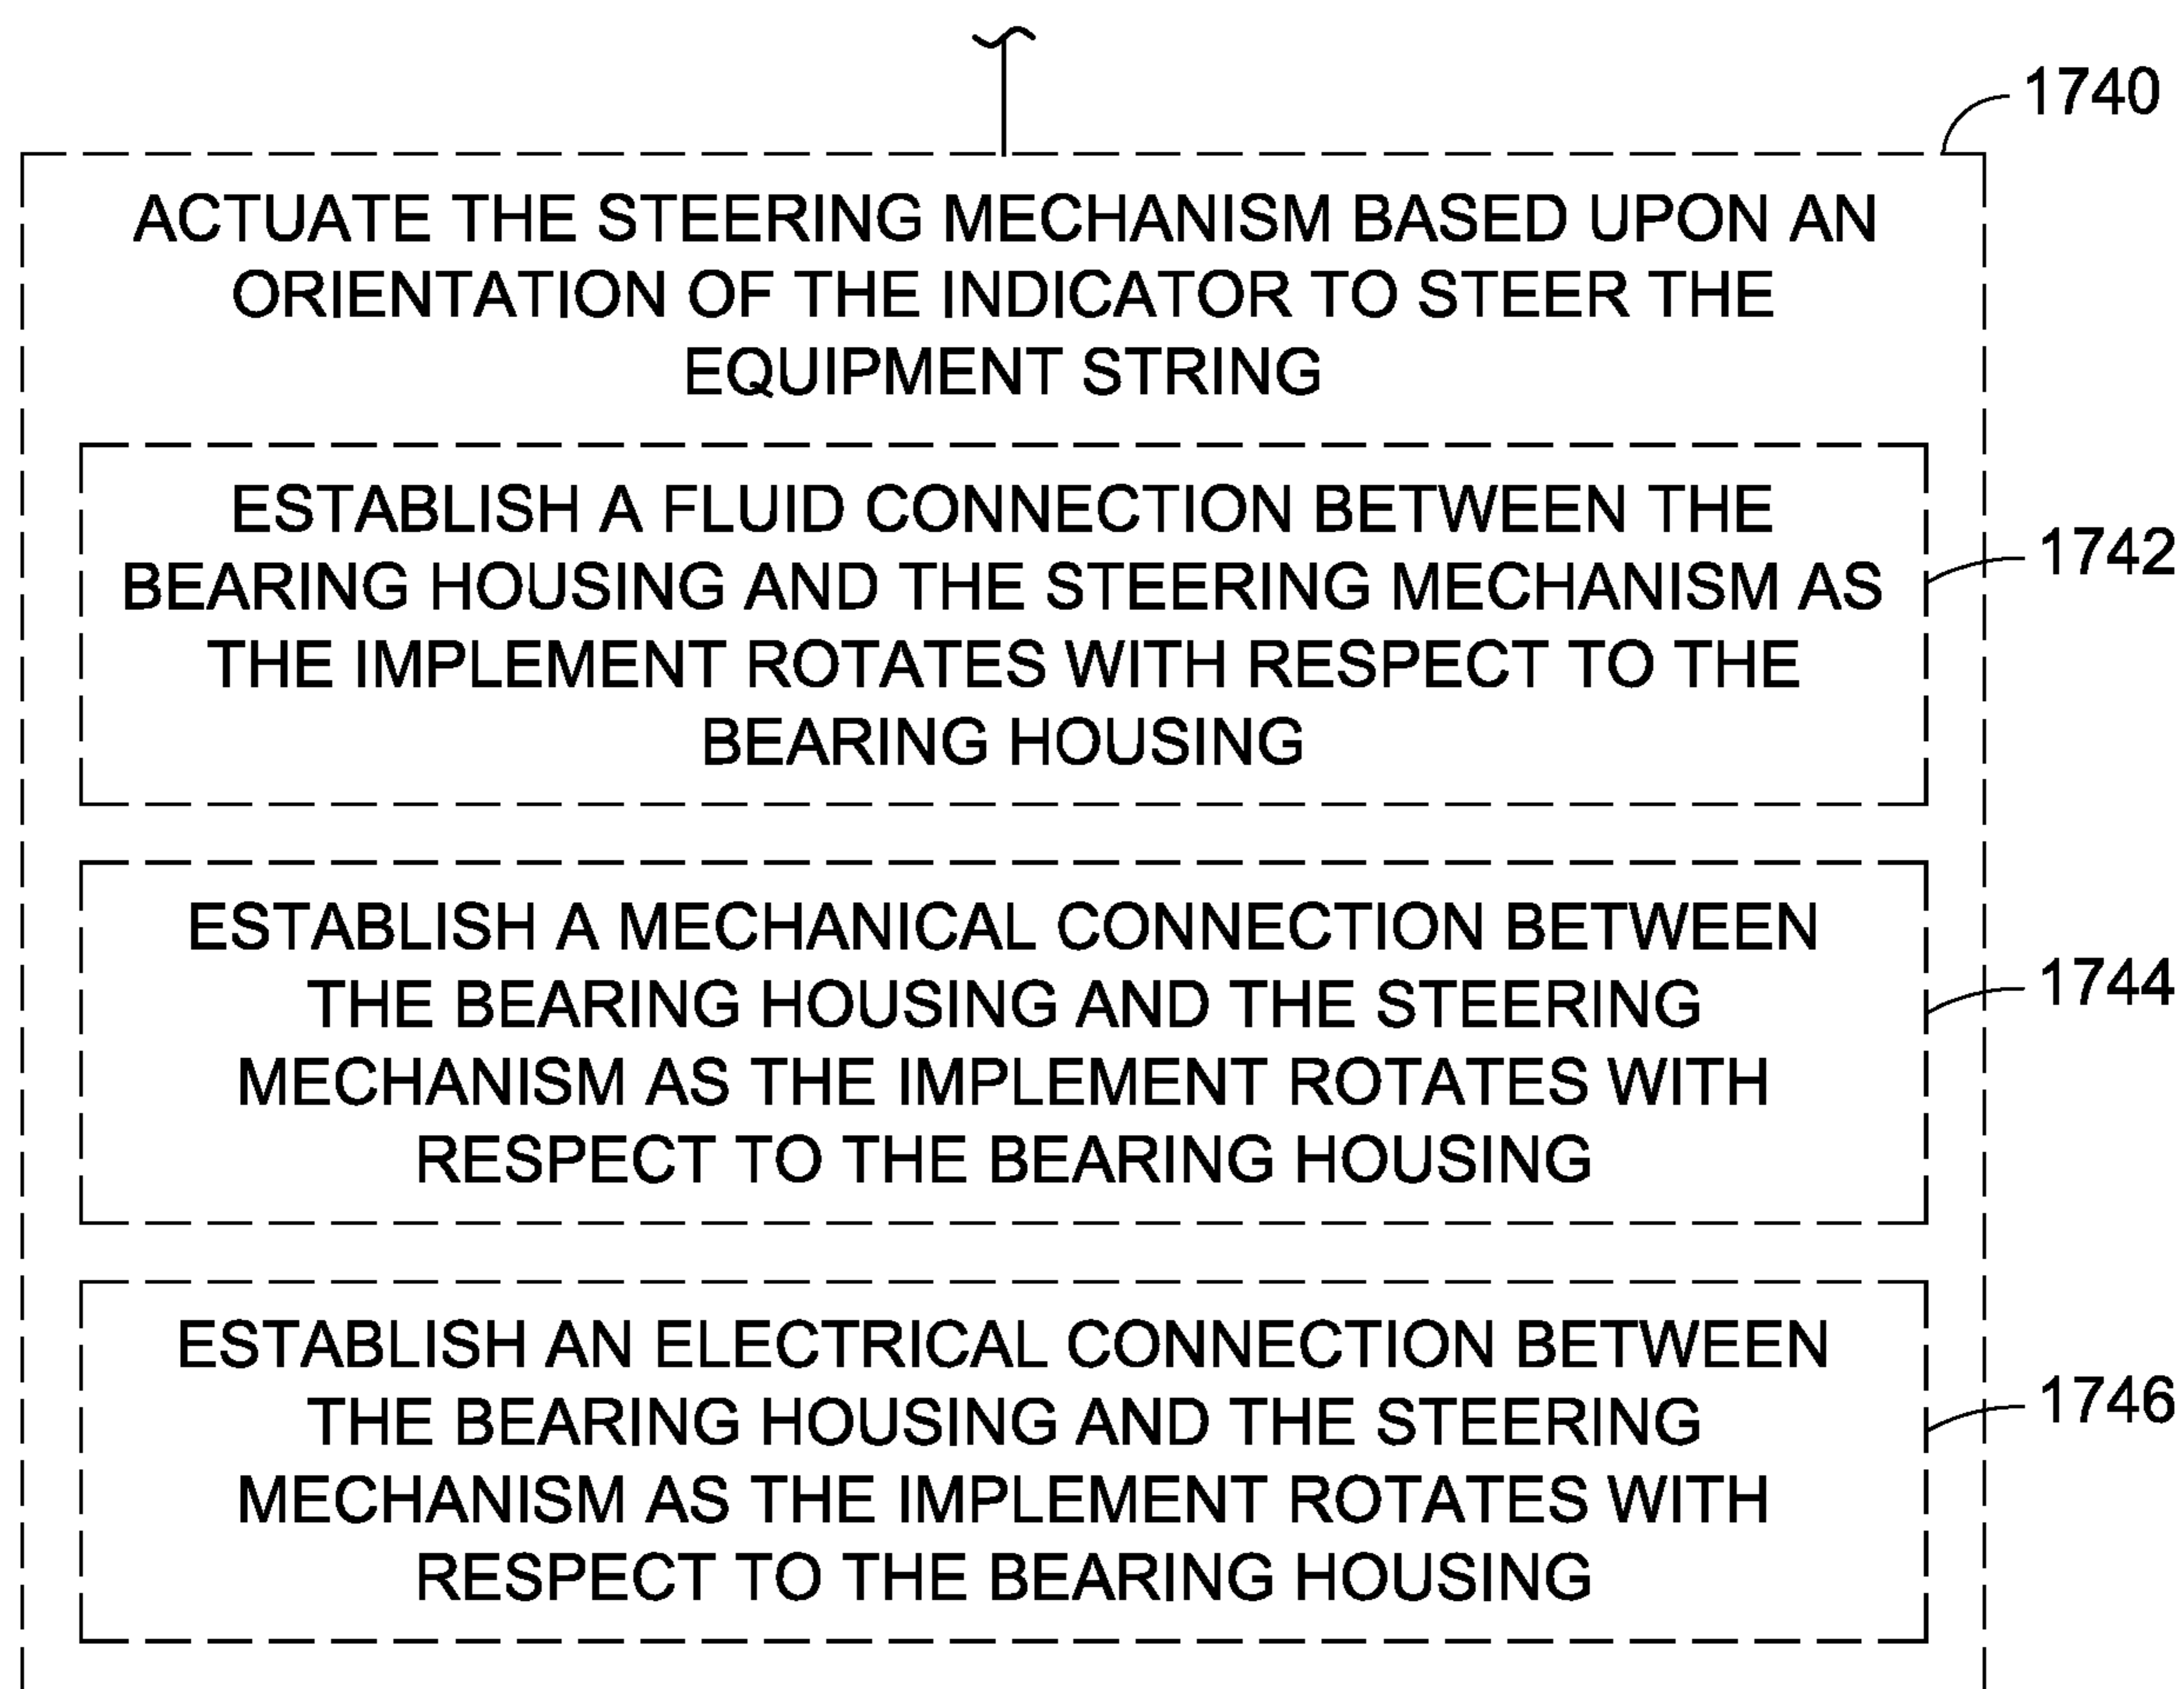 1740
ACTUATE THE STEERING MECHANISM BASED UPON AN
ORIENTATION OF THE INDICATOR TO STEER THE
EQUIPMENT STRING
ESTABLISH A FLUID CONNECTION BETWEEN THE
BEARING HOUSING AND THE STEERING MECHANISM AS
THE IMPLEMENT ROTATES WITH RESPECT TO THE
BEARING HOUSING
1742
ESTABLISH A MECHANICAL CONNECTION BETWEEN
THE BEARING HOUSING AND THE STEERING
MECHANISM AS THE IMPLEMENT ROTATES WITH
RESPECT TO THE BEARING HOUSING
1744
ESTABLISH AN ELECTRICAL CONNECTION BETWEEN
THE BEARING HOUSING AND THE STEERING
MECHANISM AS THE IMPLEMENT ROTATES WITH
RESPECT TO THE BEARING HOUSING
1746